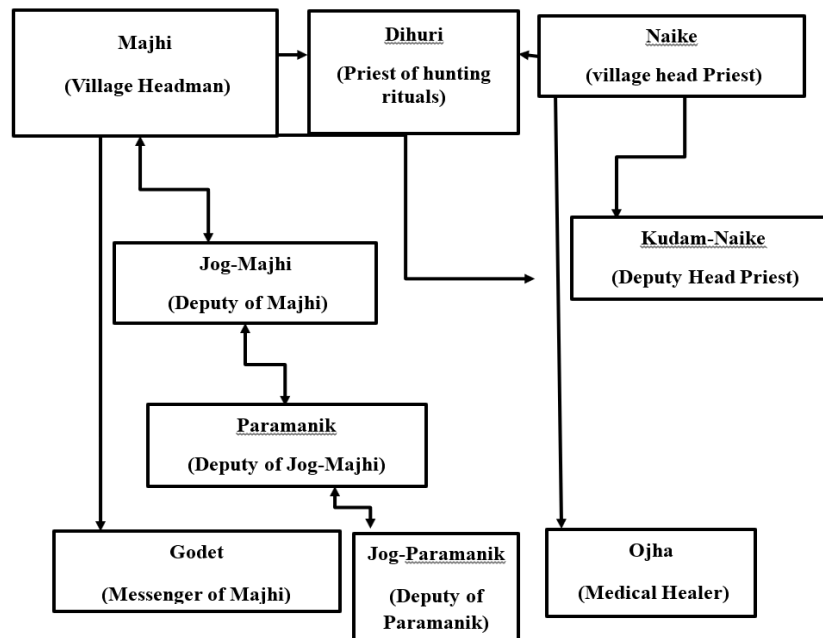 Majhi
(Village Headman)
Dihuri
(Priest of hunting
rituals)
Naike
(village head Priest)
Jog-Majhi
(Deputy of Majhi)
Kudam-Naike
(Deputy Head Priest)
Paramanik
(Deputy of Jog-Majhi)
Godet
(Messenger of Majhi)
Jog-Paramanik
(Deputy of
Paramanik)
Ojha
(Medical Healer)